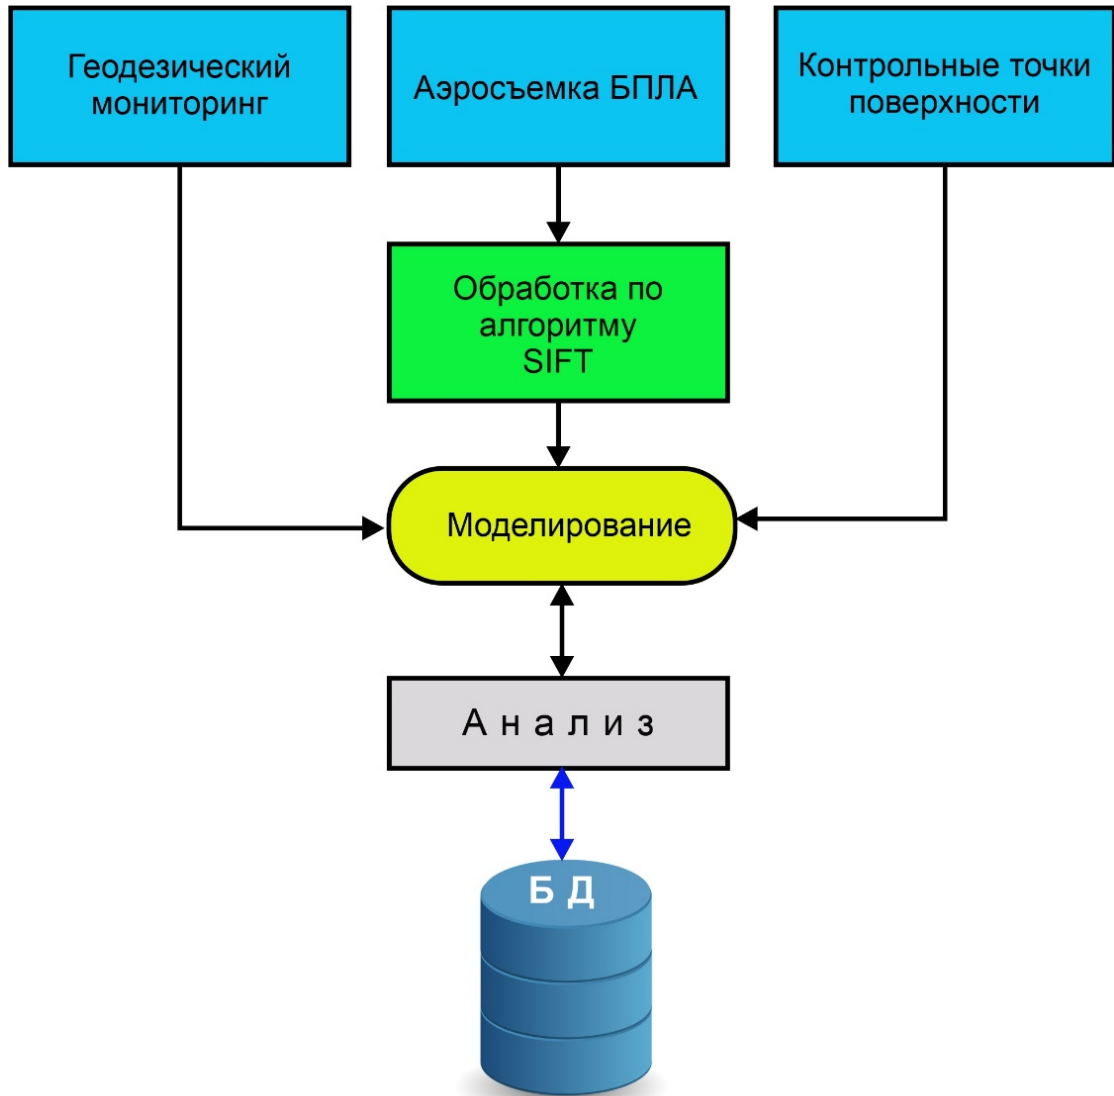 Геодезический
мониторинг
Аэросъемка БПЛА
Контрольные точки
поверхности
Обработка по
алгоритму
SIFT
Моделирование
А н а л и з
Б Д